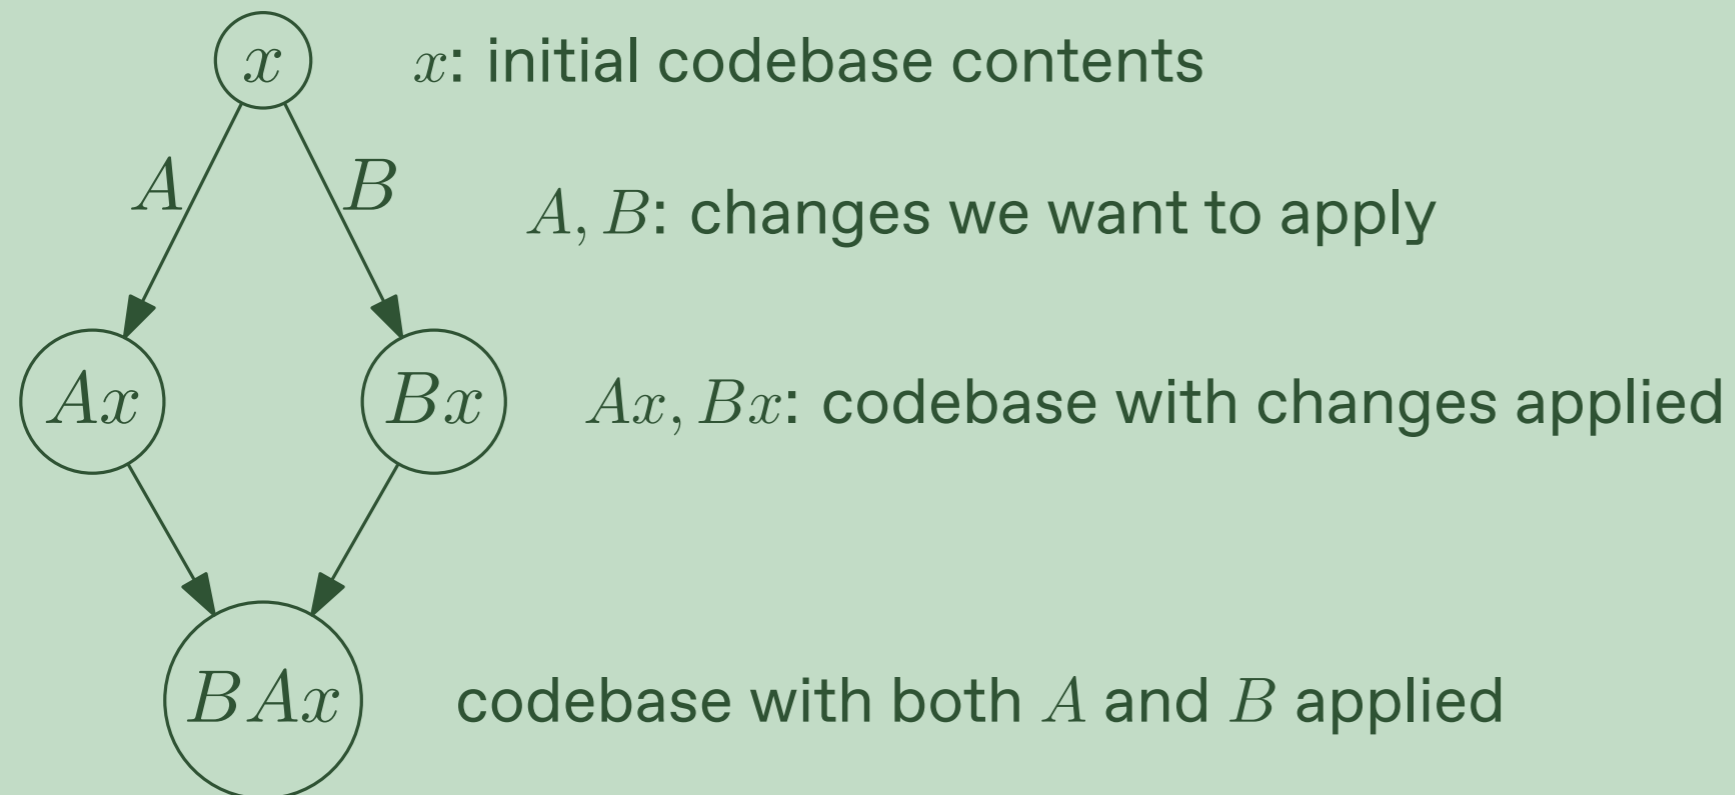 x x: initial codebase contents
A B
A, B: changes we want to apply
Ax Bx Ax, Bx: codebase with changes applied
BAx codebase with both A and B applied